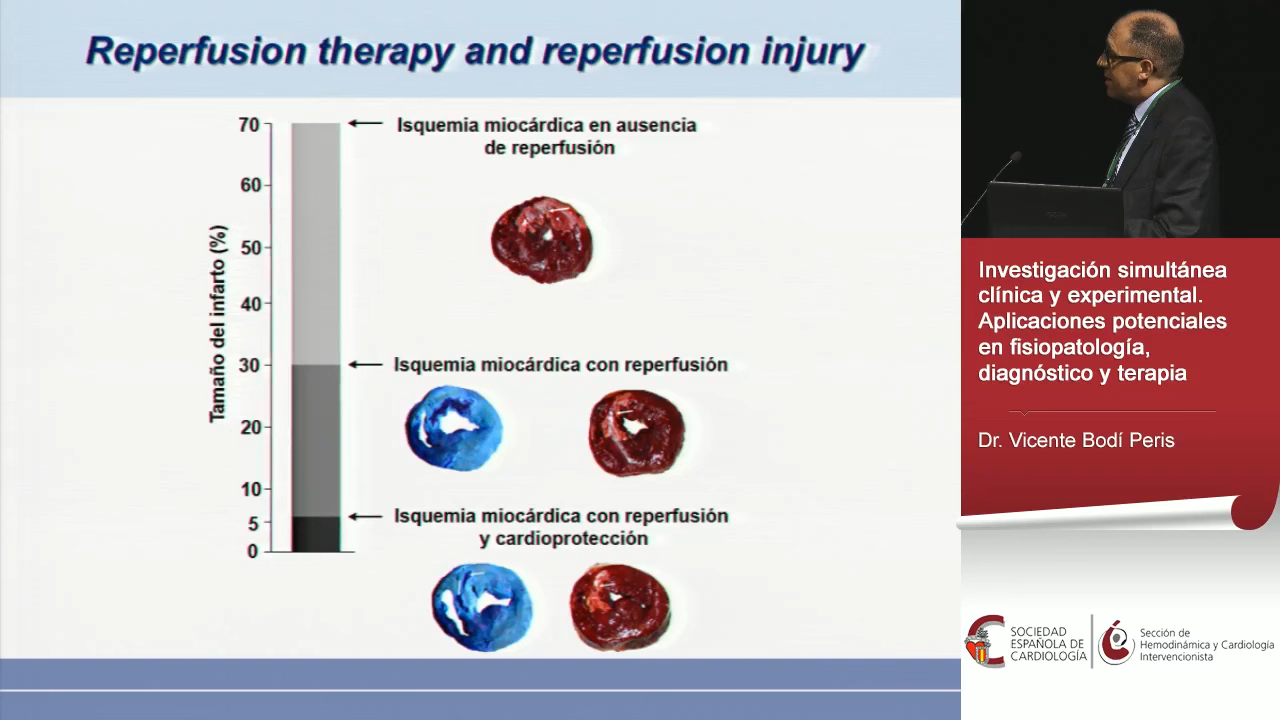 Reperfusion therapy and reperfusion injury
Tamaño del infarto (%)
70
60
50
40
30
20
10
5
0
Isquemia miocárdica en ausencia
de reperfusión
Isquemia miocárdica con reperfusión
Isquemia miocárdica con reperfusión
y cardioprotección
Investigación simultánea
clínica y experimental.
Aplicaciones potenciales
en fisiopatología,
diagnóstico y terapia
Dr. Vicente Bodí Peris
SOCIEDAD
ESPAÑOLA DE
CARDIOLOGÍA
Sección de
Hemodinámica y Cardiología
Intervencionista